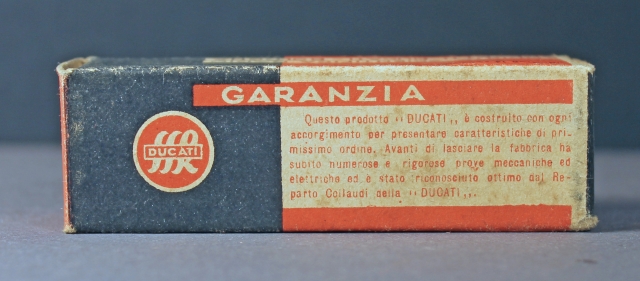 GARANZIA
DUCATI
Questo prodotto "DUCATI,, è costruito con ogni
accorgimento per presentare caratteristiche di pri-
missimo ordine. Avanti di lasciare la fabbrica ha
subito numerose e rigorose prove meccaniche ed
elettriche ed è stato riconosciuto ottimo dal Re-
parto Collaudi della "DUCATI,,.